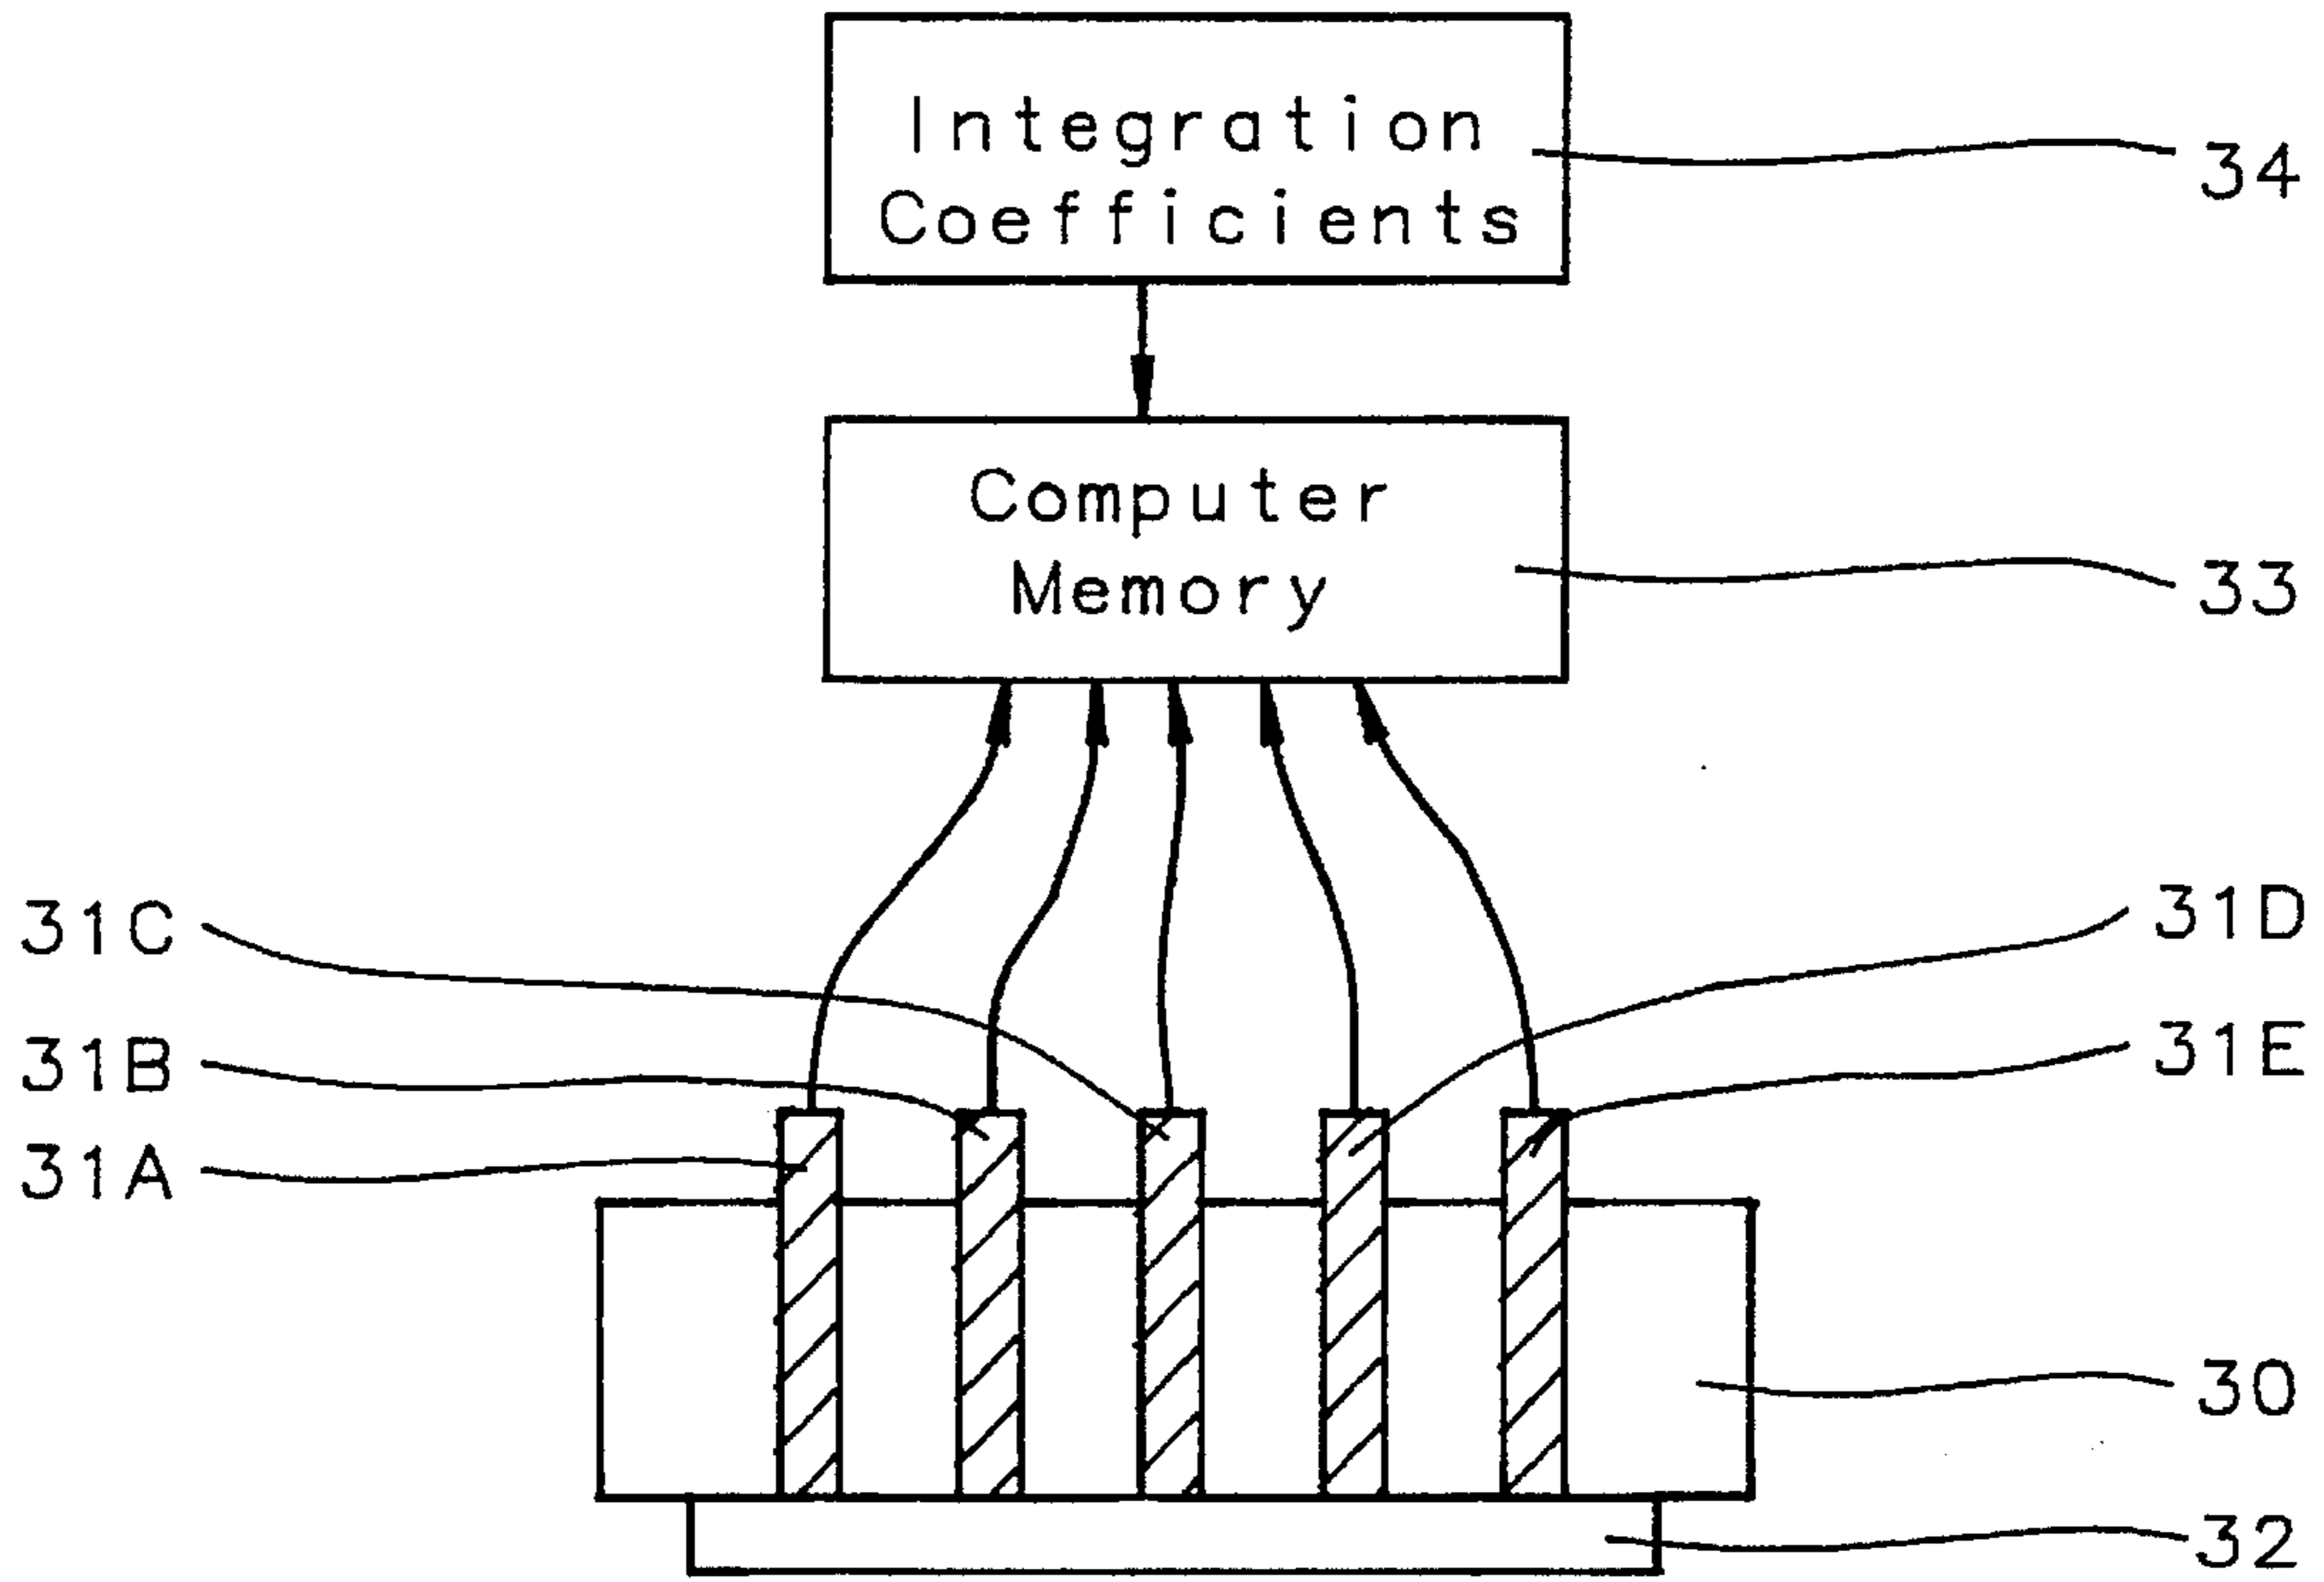 Integration
Coefficients
34
Computer
Memory
33
31C
31D
31B
31E
31A
30
32